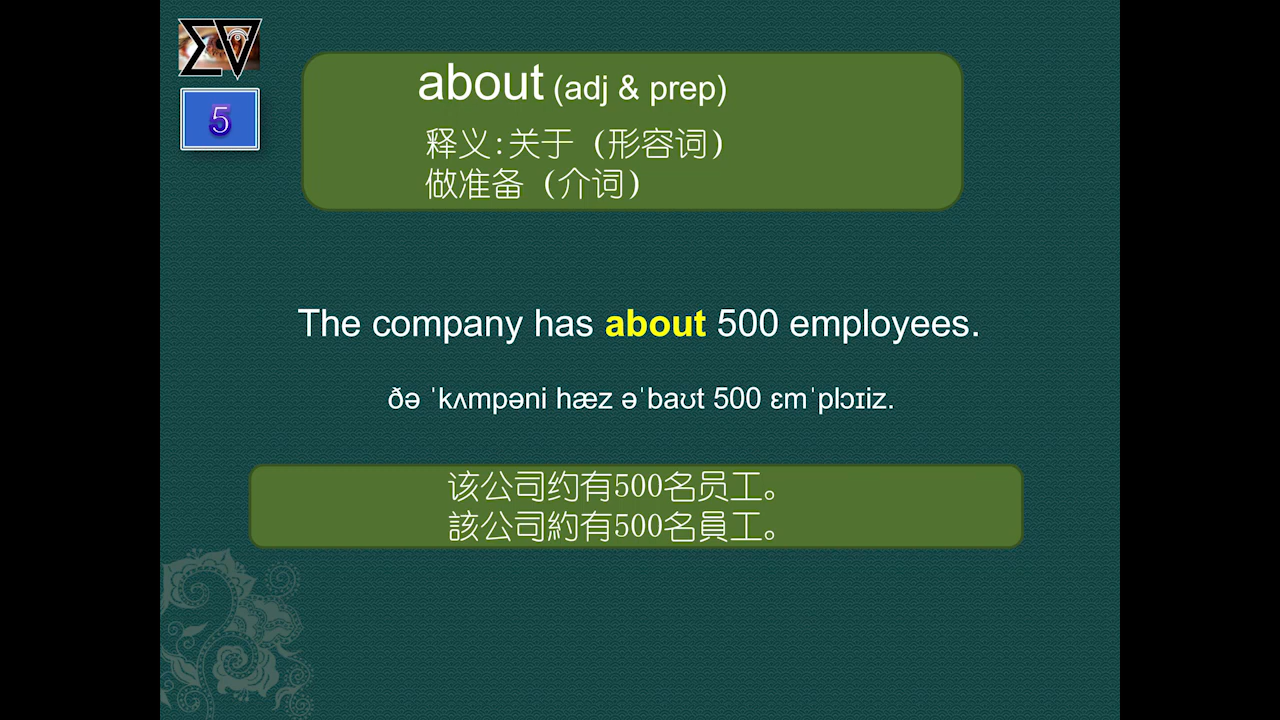 5
about (adj & prep)
释义:关于 (形容词)
做准备 (介词)
The company has about 500 employees.
ðə ˈkʌmpəni hæz əˈbaʊt 500 ɛmˈplɔɪiz.
该公司约有500名员工。
該公司約有500名員工。